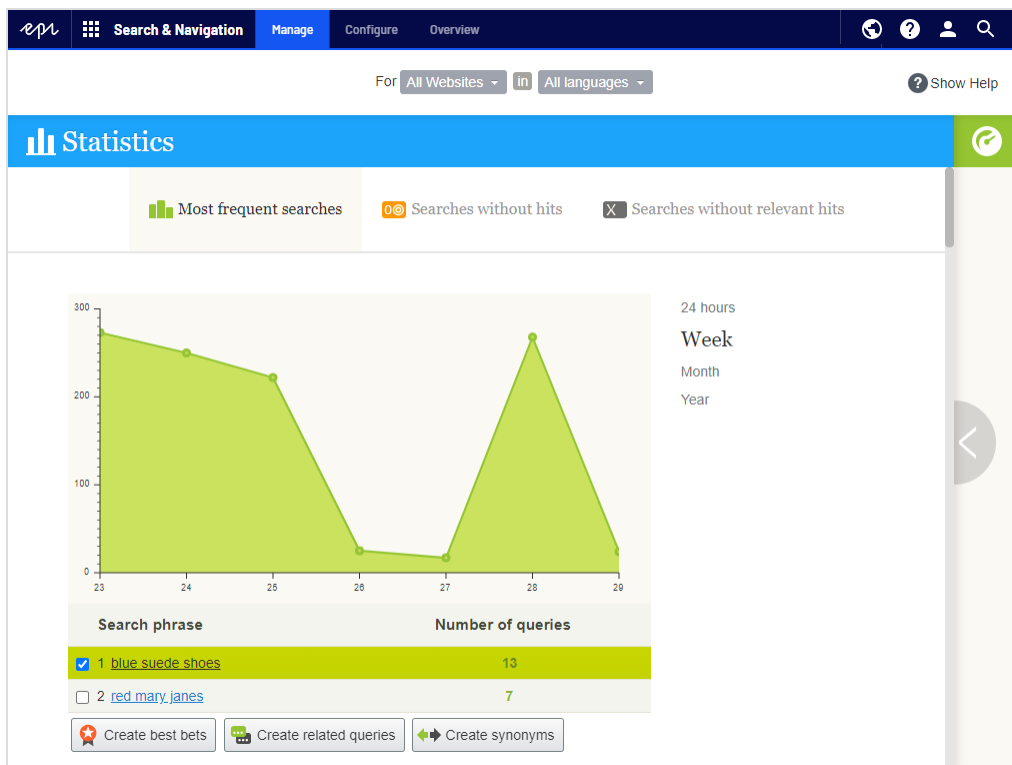 epi Search & Navigation Manage Configure Overview ?
For All Websites in All languages ? Show Help
Statistics
Most frequent searches 0 Searches without hits X Searches without relevant hits
300
200
100
0
23 24 25 26 27 28 29
24 hours
Week
Month
Year
Search phrase Number of queries
1 blue suede shoes 13
2 red mary janes 7
Create best bets Create related queries Create synonyms